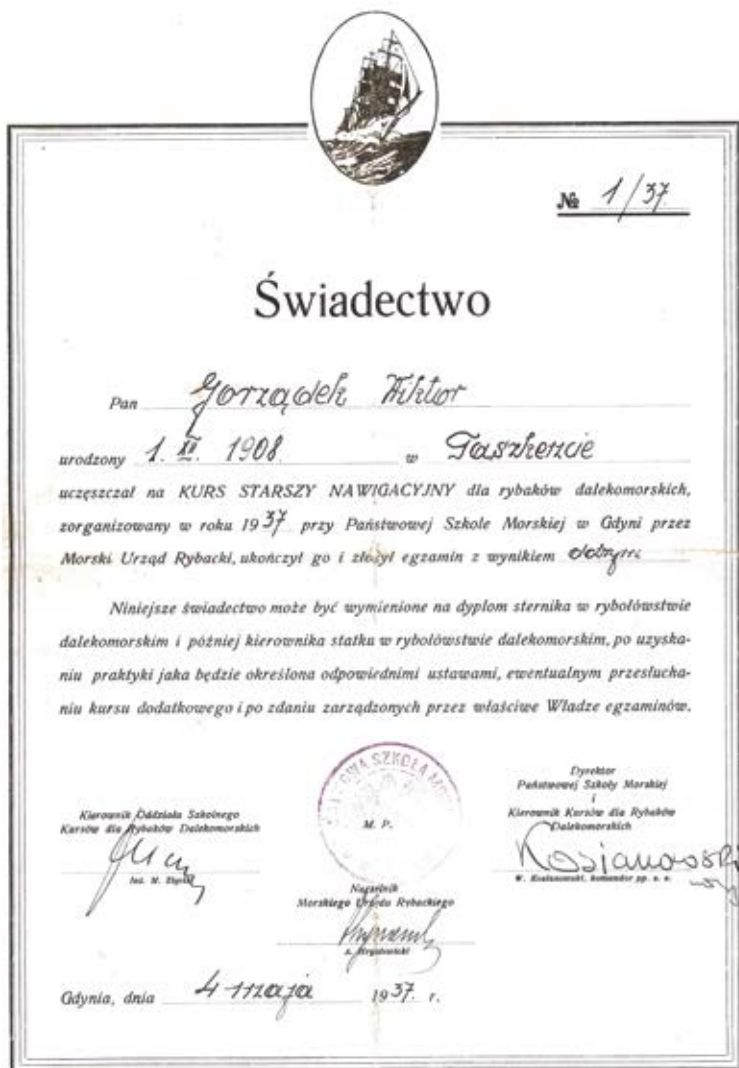 № 1/37
Świadectwo
Pan Gorządek Wiktor
urodzony 1. XII. 1908. w Taszkencie
uczęszczał na KURS STARSZY NAWIGACYJNY dla rybaków dalekomorskich,
zorganizowany w roku 1937 przy Państwowej Szkole Morskiej w Gdyni przez
Morski Urząd Rybacki, ukończył go i złożył egzamin z wynikiem dobrym
Niniejsze świadectwo może być wymienione na dyplom sternika w rybołówstwie
dalekomorskim i później kierownika statku w rybołówstwie dalekomorskim, po uzyska-
niu praktyki jaka będzie określona odpowiednimi ustawami, ewentualnym przesłucha-
niu kursu dodatkowego i po zdaniu zarządzonych przez właściwe Władze egzaminów.
Kierownik Oddziału Szkolnego
Kursów dla Rybaków Dalekomorskich
Inż. M.
SZKOŁA
M. P.
Dyrektor
Państwowej Szkoły Morskiej
i
Kierownik Kursów dla Rybaków
Dalekomorskich
W. Kosianowski, komandor pp. s. s.
Naczelnik
Morskiego Urzędu Rybackiego
A. Hryniewicki
Gdynia, dnia 4 maja 1937. r.